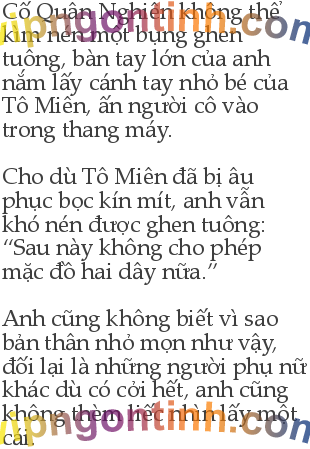 Cố Quân Nghiên không thể
kìm nén một bụng ghen
tuông, bàn tay lớn của anh
nắm lấy cánh tay nhỏ bé của
Tô Miên, ấn người cô vào
trong thang máy.
Cho dù Tô Miên đã bị âu
phục bọc kín mít, anh vẫn
khó nén được ghen tuông:
“Sau này không cho phép
mặc đồ hai dây nữa.”
Anh cũng không biết vì sao
bản thân nhỏ mọn như vậy,
đối lại là những người phụ nữ
khác dù có cởi hết, anh cũng
không thèm liếc nhìn lấy một
cái.
vipngontinh.com
vipngontinh.com